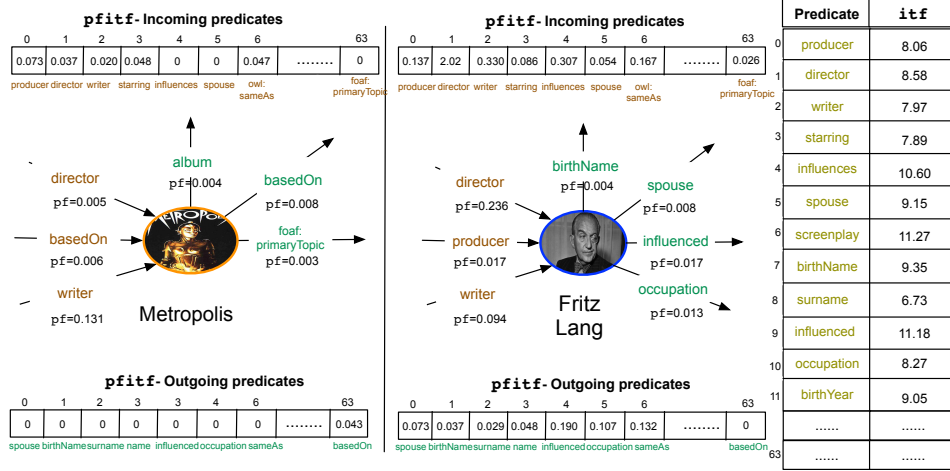 pfitf- Incoming predicates
0 1 2 3 4 5 6 63
0.073 0.037 0.020 0.048 0 0 0.047 ........ 0
producer director writer starring influences spouse owl: sameAs foaf: primaryTopic
album
pf=0.004
director
pf=0.005
basedOn
pf=0.008
basedOn
pf=0.006
foaf:
primaryTopic
pf=0.003
writer
pf=0.131
METROPOL
Metropolis
pfitf- Outgoing predicates
0 1 2 3 3 4 6 63
0 0 0 0 0 0 0 ........ 0.043
spouse birthName surname name influenced occupation sameAs basedOn
pfitf- Incoming predicates
0 1 2 3 4 5 6 63
0.137 2.02 0.330 0.086 0.307 0.054 0.167 ........ 0.026
producer director writer starring influences spouse owl: sameAs foaf: primaryTopic
birthName
pf=0.004
director
pf=0.236
spouse
pf=0.008
producer
pf=0.017
influenced
pf=0.017
writer
pf=0.094
occupation
pf=0.013
Fritz
Lang
pfitf- Outgoing predicates
0 1 2 3 4 5 6 63
0.073 0.037 0.029 0.048 0.190 0.107 0.132 ........ 0
spouse birthName surname name influenced occupation sameAs basedOn
Predicate itf
0 producer 8.06
1 director 8.58
2 writer 7.97
3 starring 7.89
4 influences 10.60
5 spouse 9.15
6 screenplay 11.27
7 birthName 9.35
8 surname 6.73
9 influenced 11.18
10 occupation 8.27
11 birthYear 9.05
...... ......
63 ...... ......